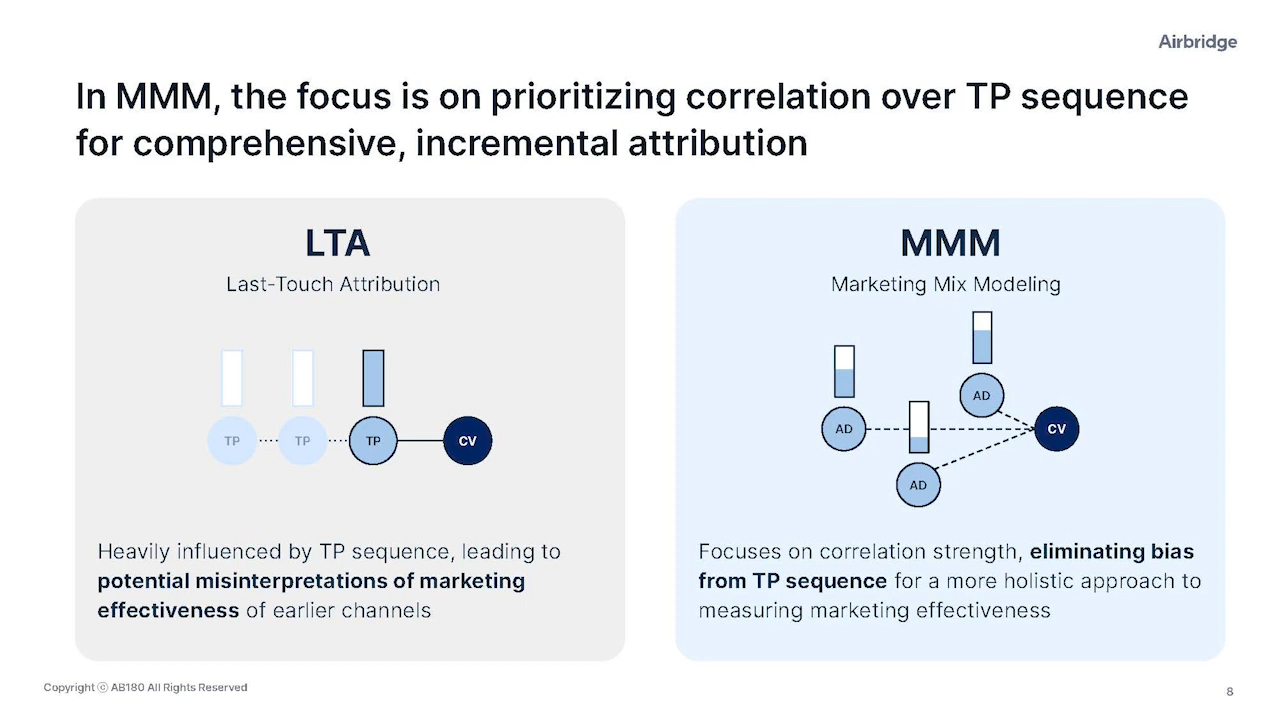 Airbridge
In MMM, the focus is on prioritizing correlation over TP sequence
for comprehensive, incremental attribution
LTA
Last-Touch Attribution
TP
TP
TP
CV
Heavily influenced by TP sequence, leading to
potential misinterpretations of marketing
effectiveness of earlier channels
MMM
Marketing Mix Modeling
AD
AD
CV
AD
Focuses on correlation strength, eliminating bias
from TP sequence for a more holistic approach to
measuring marketing effectiveness
Copyright ⓒ AB180 All Rights Reserved
8